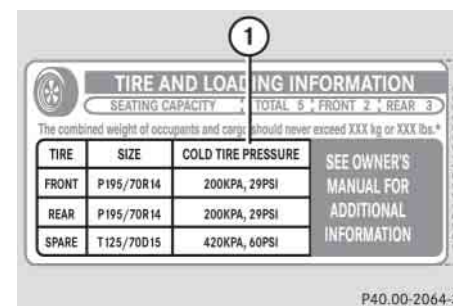 1
TIRE AND LOADING INFORMATION
SEATING CAPACITY TOTAL 5 FRONT 2 REAR 3
The combined weight of occupants and cargo should never exceed XXX kg or XXX lbs.*
TIRE SIZE COLD TIRE PRESSURE
FRONT P195/70R14 200KPA, 29PSI
REAR P195/70R14 200KPA, 29PSI
SPARE T125/70D15 420KPA, 60PSI
SEE OWNER'S
MANUAL FOR
ADDITIONAL
INFORMATION
P40.00-2064-